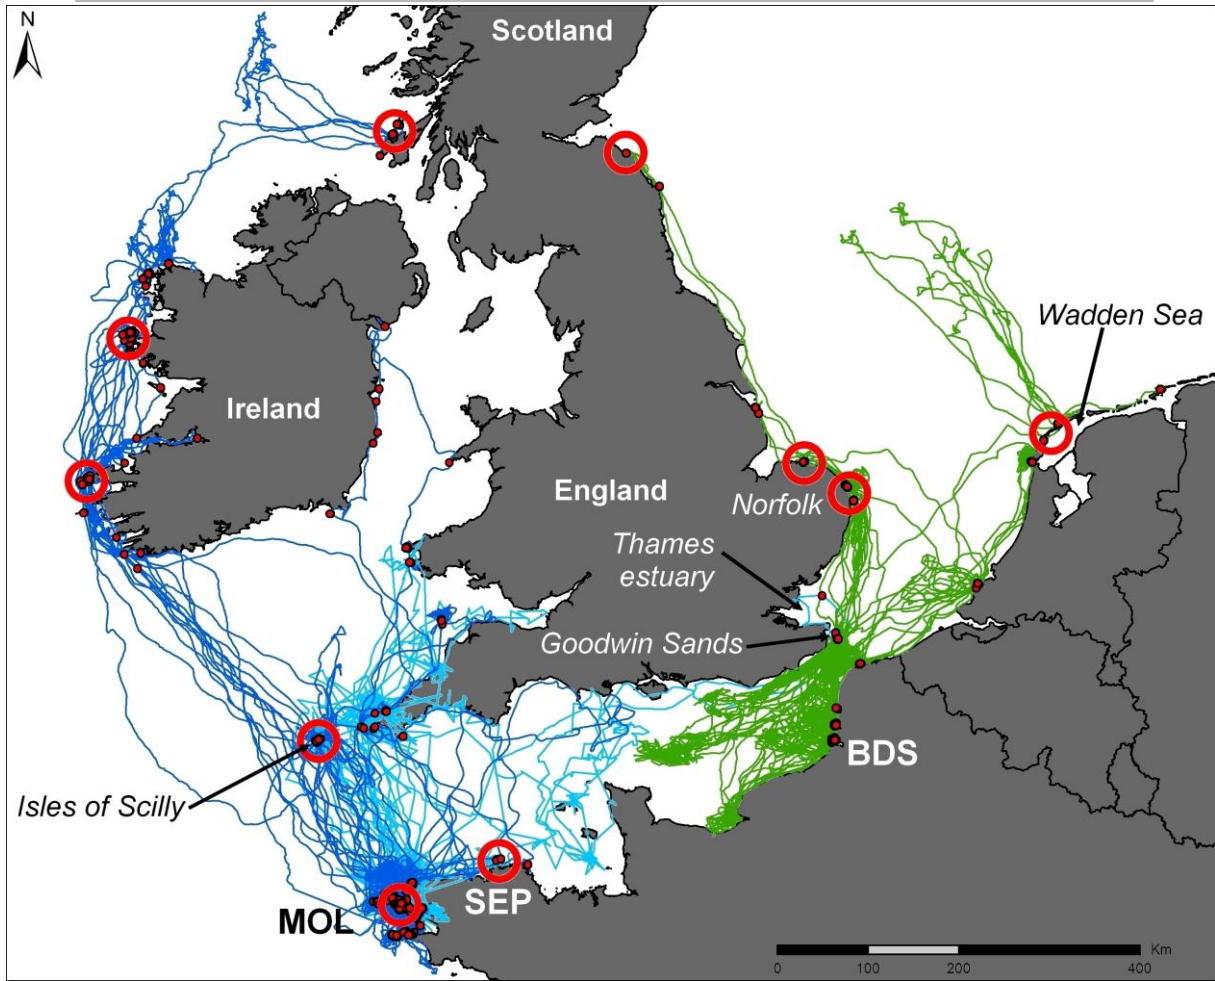 Scotland
N
Wadden Sea
Ireland
England
Norfolk
Thames
estuary
Goodwin Sands
BDS
Isles of Scilly
SEP
MOL
Km
0 100 200 400